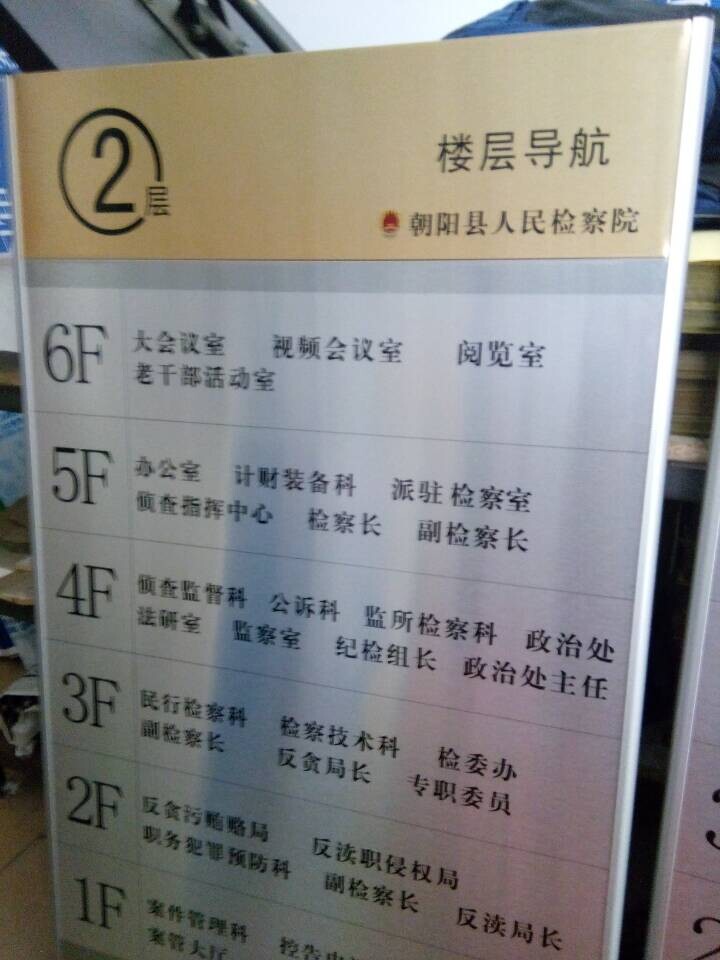 2层
楼层导航
朝阳县人民检察院
6F
大会议室 视频会议室 阅览室
老干部活动室
5F
办公室 计财装备科 派驻检察室
侦查指挥中心 检察长 副检察长
4F
侦查监督科 公诉科 监所检察科 政治处
法研室 监察室 纪检组长 政治处主任
3F
民行检察科 检察技术科 检委办
副检察长 反贪局长 专职委员
2F
反贪污贿赂局 反渎职侵权局
职务犯罪预防科 副检察长 反渎局长
1F
案件管理科 控告申
案管大厅